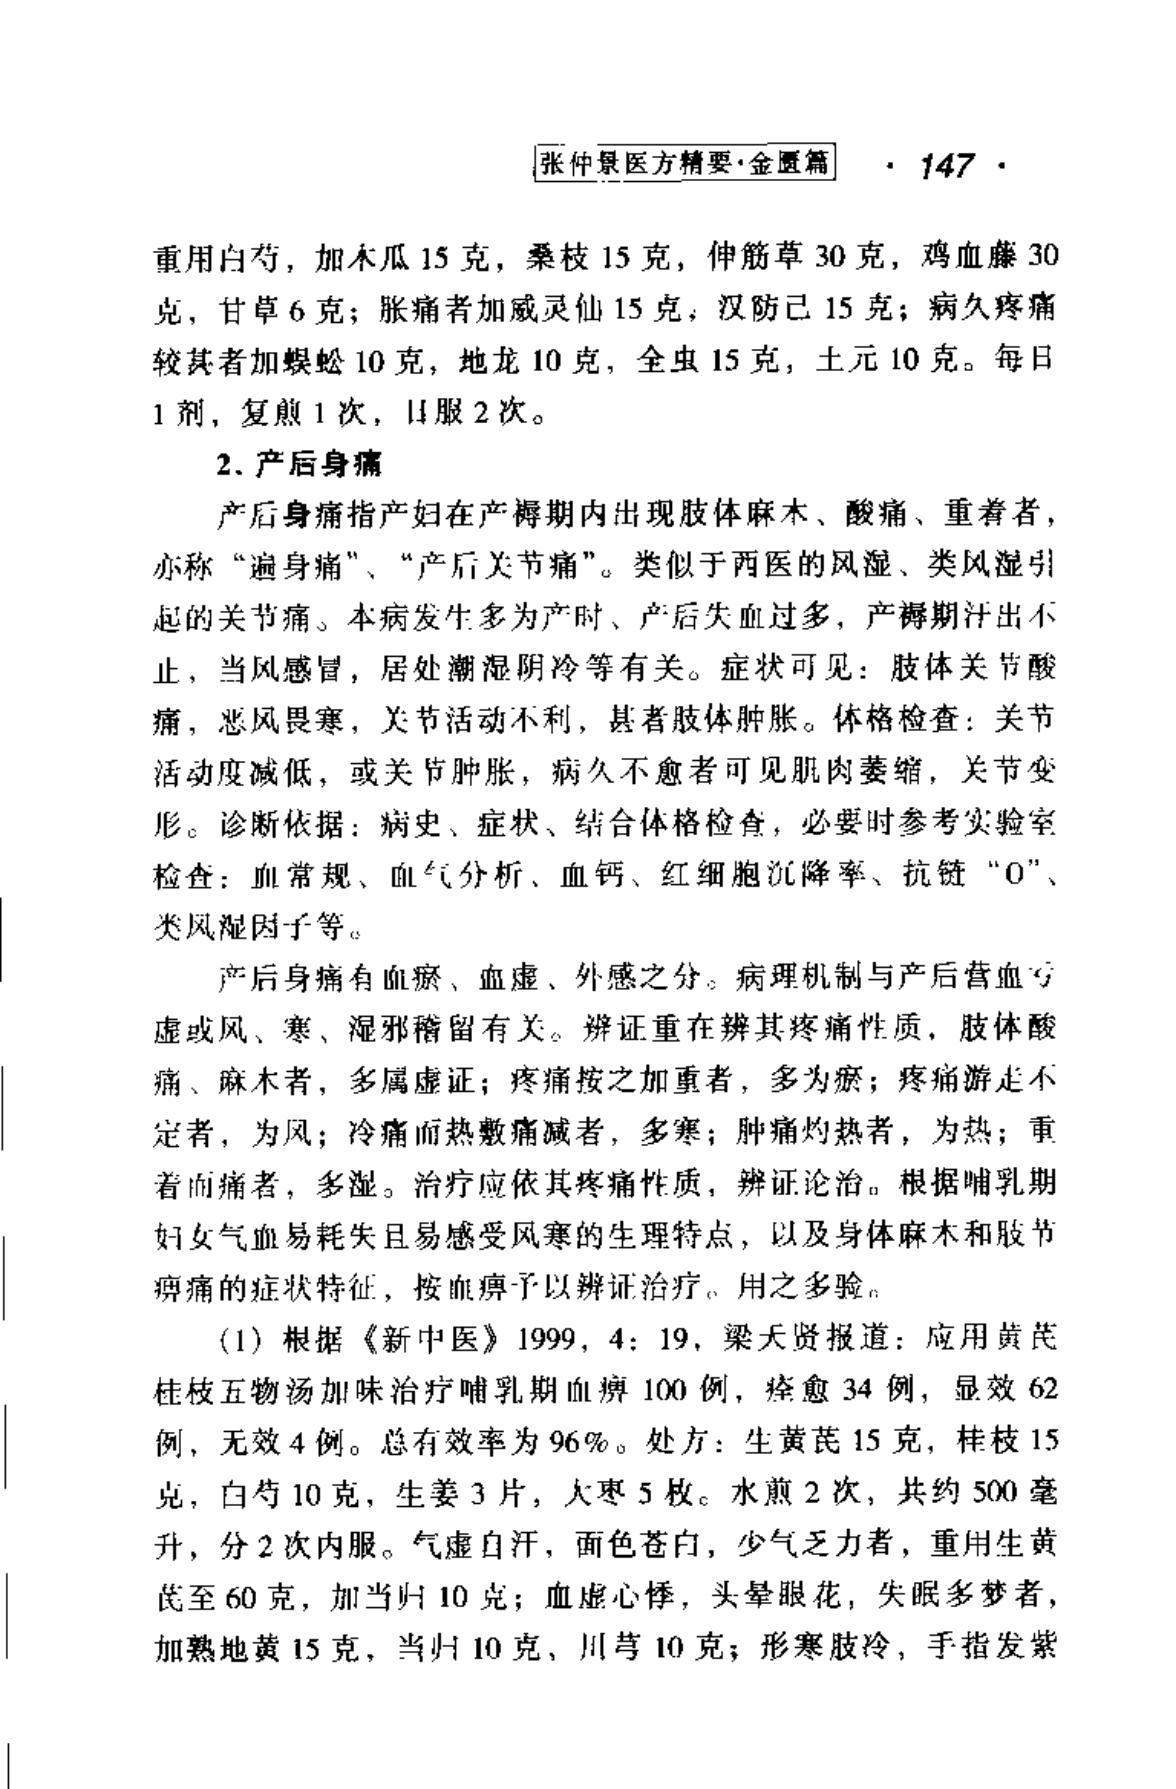 张仲景医方精要·金匮篇 · 147 ·
重用白芍，加木瓜 15 克，桑枝 15 克，伸筋草 30 克，鸡血藤 30
克，甘草 6 克；胀痛者加威灵仙 15 克，汉防己 15 克；病久疼痛
较甚者加蜈蚣 10 克，地龙 10 克，全虫 15 克，土元 10 克。每日
1 剂，复煎 1 次，日服 2 次。
2. 产后身痛
产后身痛指产妇在产褥期内出现肢体麻木、酸痛、重着者，
亦称“遍身痛”、“产后关节痛”。类似于西医的风湿、类风湿引
起的关节痛。本病发生多为产时、产后失血过多，产褥期汗出不
止，当风感冒，居处潮湿阴冷等有关。症状可见：肢体关节酸
痛，恶风畏寒，关节活动不利，甚者肢体肿胀。体格检查：关节
活动度减低，或关节肿胀，病久不愈者可见肌肉萎缩，关节变
形。诊断依据：病史、症状、结合体格检查，必要时参考实验室
检查：血常规、血气分析、血钙、红细胞沉降率、抗链“O”、
类风湿因子等。
产后身痛有血瘀、血虚、外感之分。病理机制与产后营血亏
虚或风、寒、湿邪稽留有关。辨证重在辨其疼痛性质，肢体酸
痛、麻木者，多属虚证；疼痛按之加重者，多为瘀；疼痛游走不
定者，为风；冷痛而热敷痛减者，多寒；肿痛灼热者，为热；重
着而痛者，多湿。治疗应依其疼痛性质，辨证论治。根据哺乳期
妇女气血易耗失且易感受风寒的生理特点，以及身体麻木和肢节
痹痛的症状特征，按血痹予以辨证治疗。用之多验。
（1）根据《新中医》1999，4：19，梁天贤报道：应用黄芪
桂枝五物汤加味治疗哺乳期血痹 100 例，痊愈 34 例，显效 62
例，无效 4 例。总有效率为 96%。处方：生黄芪 15 克，桂枝 15
克，白芍 10 克，生姜 3 片，大枣 5 枚。水煎 2 次，共约 500 毫
升，分 2 次内服。气虚自汗，面色苍白，少气乏力者，重用生黄
芪至 60 克，加当归 10 克；血虚心悸，头晕眼花，失眠多梦者，
加熟地黄 15 克，当归 10 克，川芎 10 克；形寒肢冷，手指发紫